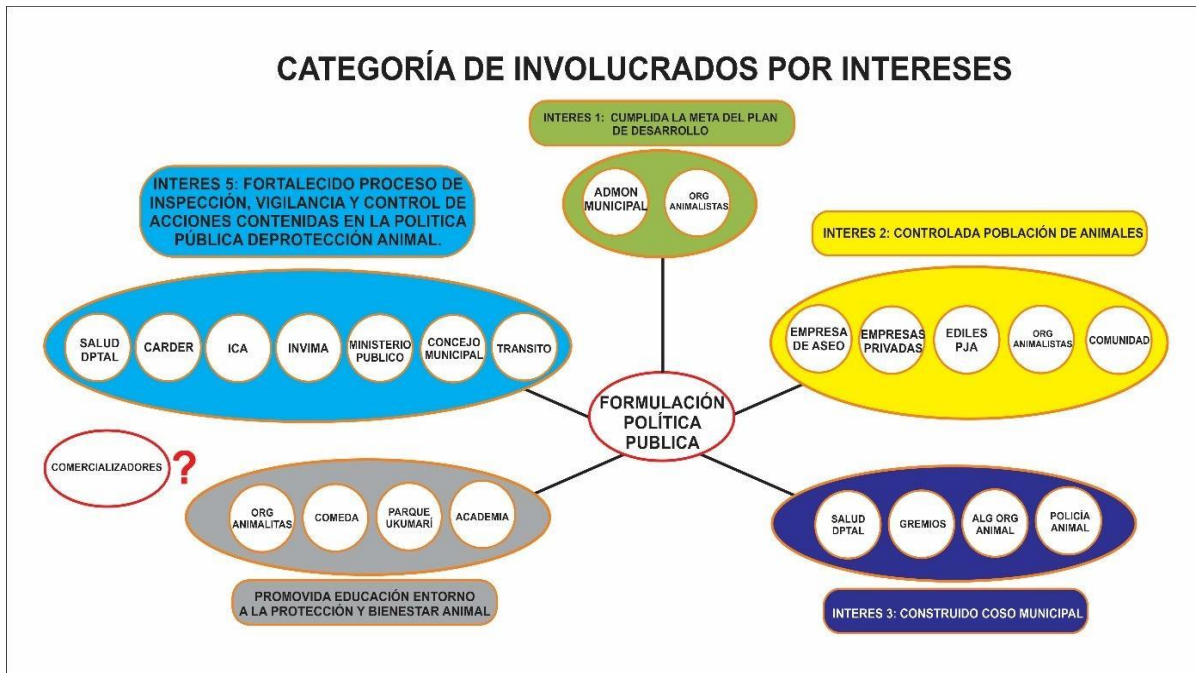 CATEGORÍA DE INVOLUCRADOS POR INTERESES
INTERES 1: CUMPLIDA LA META DEL PLAN
DE DESARROLLO
ADMON
MUNICIPAL
ORG
ANIMALISTAS
INTERES 5: FORTALECIDO PROCESO DE
INSPECCIÓN, VIGILANCIA Y CONTROL DE
ACCIONES CONTENIDAS EN LA POLITICA
PÚBLICA DEPROTECCIÓN ANIMAL.
SALUD
DPTAL
CARDER
ICA
INVIMA
MINISTERIO
PUBLICO
CONCEJO
MUNICIPAL
TRANSITO
INTERES 2: CONTROLADA POBLACIÓN DE ANIMALES
EMPRESA
DE ASEO
EMPRESAS
PRIVADAS
EDILES
PJA
ORG
ANIMALISTAS
COMUNIDAD
FORMULACIÓN
POLÍTICA
PUBLICA
COMERCIALIZADORES
?
ORG
ANIMALITAS
COMEDA
PARQUE
UKUMARÍ
ACADEMIA
PROMOVIDA EDUCACIÓN ENTORNO
A LA PROTECCIÓN Y BIENESTAR ANIMAL
SALUD
DPTAL
GREMIOS
ALG ORG
ANIMAL
POLICÍA
ANIMAL
INTERES 3: CONSTRUIDO COSO MUNICIPAL